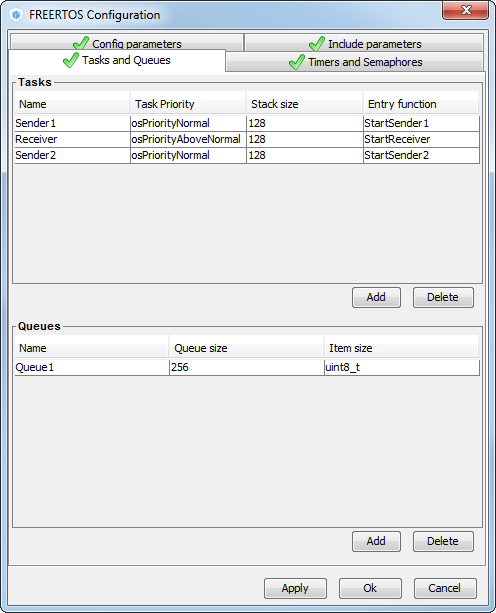 FREERTOS Configuration
Config parameters Include parameters
Tasks and Queues Timers and Semaphores
Tasks
Name Task Priority Stack size Entry function
Sender1 osPriorityNormal 128 StartSender1
Receiver osPriorityAboveNormal 128 StartReceiver
Sender2 osPriorityNormal 128 StartSender2
Add Delete
Queues
Name Queue size Item size
Queue1 256 uint8_t
Add Delete
Apply Ok Cancel